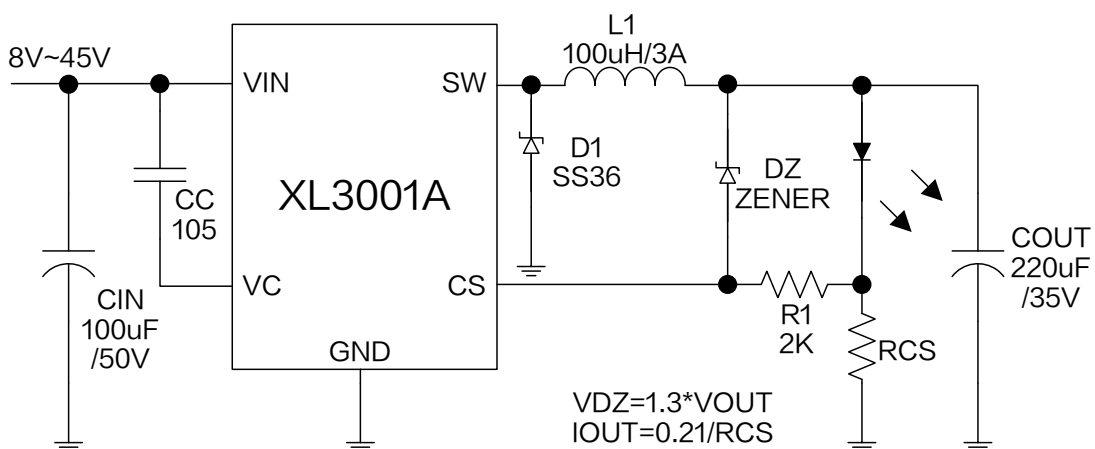 8V~45V
VIN
SW
L1
100uH/3A
XL3001A
CC
105
D1
SS36
DZ
ZENER
VC
CS
CIN
100uF
/50V
GND
R1
2K
RCS
COUT
220uF
/35V
VDZ=1.3*VOUT
IOUT=0.21/RCS